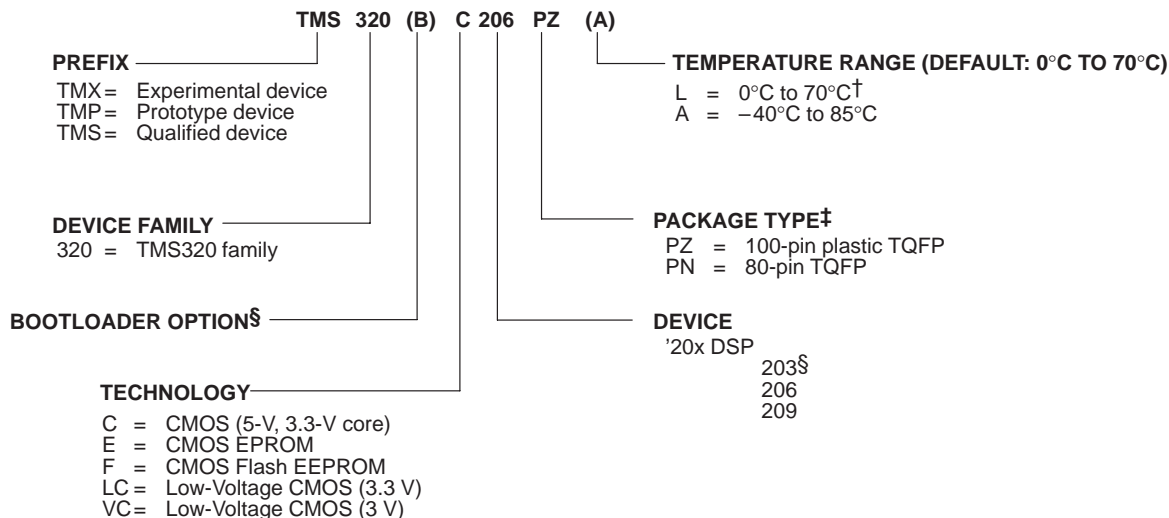 TMS 320 (B) C 206 PZ (A)
PREFIX
TMX = Experimental device
TMP = Prototype device
TMS = Qualified device
TEMPERATURE RANGE (DEFAULT: 0°C TO 70°C)
L = 0°C to 70°C†
A = –40°C to 85°C
DEVICE FAMILY
320 = TMS320 family
PACKAGE TYPE‡
PZ = 100-pin plastic TQFP
PN = 80-pin TQFP
BOOTLOADER OPTION§
DEVICE
’20x DSP
203§
206
209
TECHNOLOGY
C = CMOS (5-V, 3.3-V core)
E = CMOS EPROM
F = CMOS Flash EEPROM
LC = Low-Voltage CMOS (3.3 V)
VC = Low-Voltage CMOS (3 V)